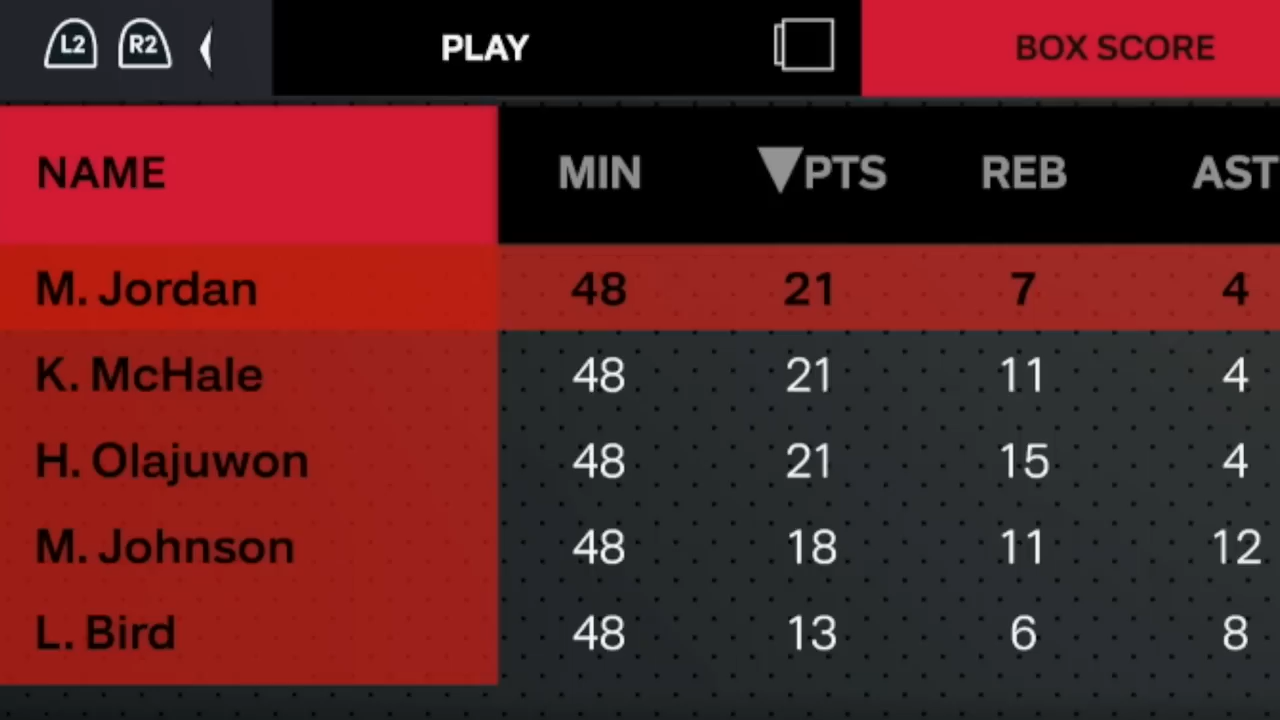 L2 R2 PLAY BOX SCORE
NAME MIN ▼PTS REB AST
M. Jordan 48 21 7 4
K. McHale 48 21 11 4
H. Olajuwon 48 21 15 4
M. Johnson 48 18 11 12
L. Bird 48 13 6 8